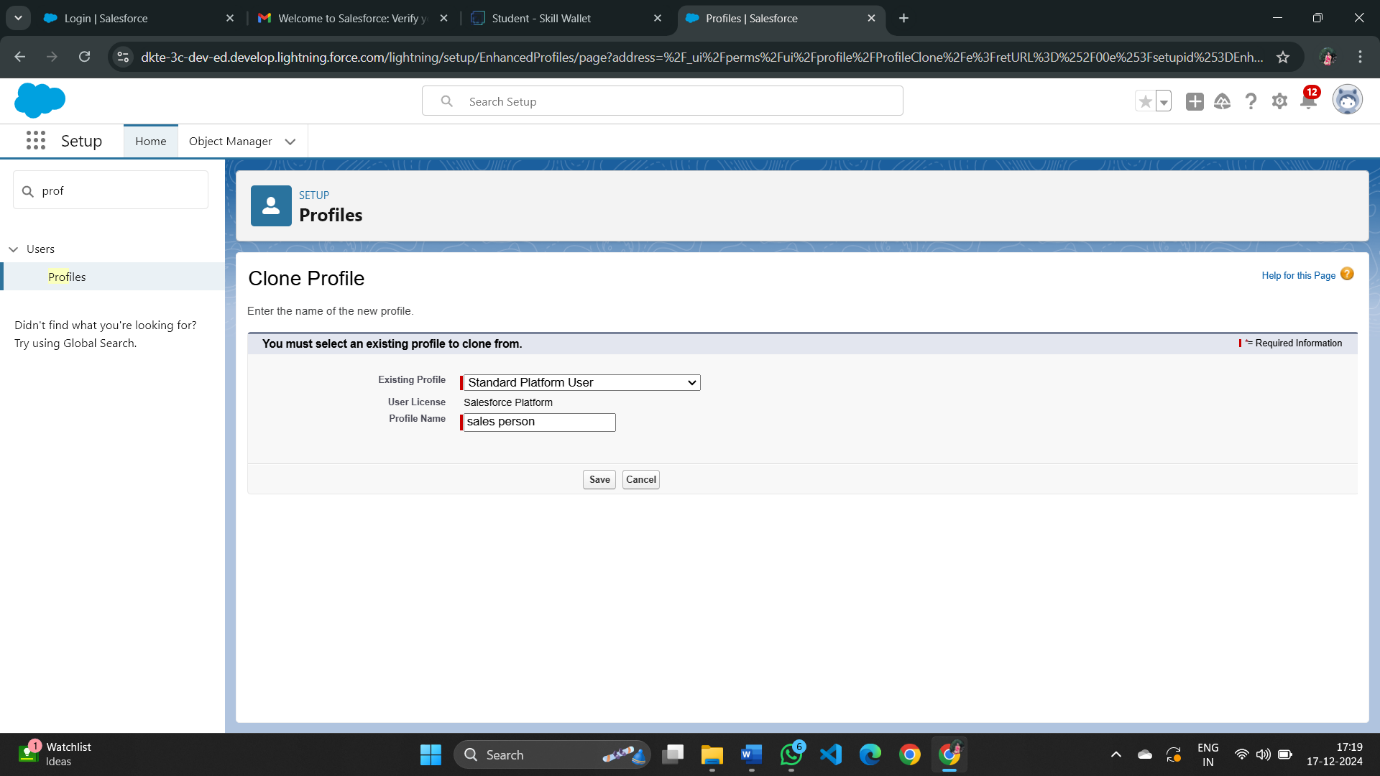 Login | Salesforce
Welcome to Salesforce: Verify y
Student - Skill Wallet
Profiles | Salesforce
dkte-3c-dev-ed.develop.lightning.force.com/lightning/setup/EnhancedProfiles/page?address=%2F_ui%2Fperms%2Fui%2Fprofile%2FProfileClone%2Fe%3FretURL%3D%252F00e%253Fsetupid%253DEnh...
Search Setup
12
Setup
Home
Object Manager
prof
Users
Profiles
Didn't find what you're looking for?
Try using Global Search.
SETUP
Profiles
Clone Profile
Help for this Page
Enter the name of the new profile.
You must select an existing profile to clone from.
= Required Information
Existing Profile
Standard Platform User
User License
Salesforce Platform
Profile Name
sales person
Save
Cancel
1
Watchlist
Ideas
Search
6
ENG
IN
17:19
17-12-2024